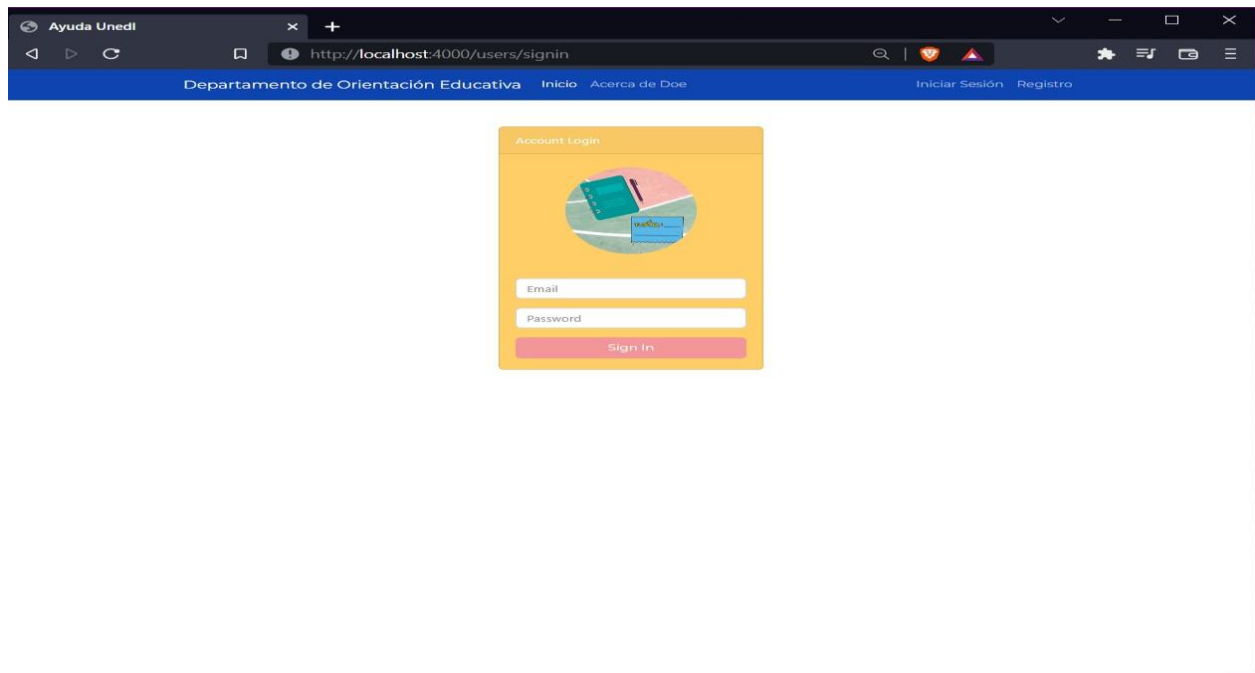 Ayuda Unedl
http://localhost:4000/users/signin
Departamento de Orientación Educativa Inicio Acerca de Doe Iniciar Sesión Registro
Account Login
Email
Password
Sign In